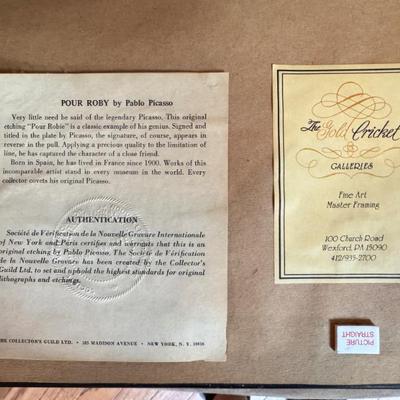 POUR ROBY by Pablo Picasso
Very little need be said of the legendary Picasso. This original
etching "Pour Robie" is a classic example of his genius. Signed
and titled in the plate by Picasso, the signature, of course, appears in
reverse in the pull. Applying a precious quality to the limitation of
line, he has captured the character of a close friend.
Born in Spain, he has lived in France since 1900. Works of this
incomparable artist stand in every museum in the world. Every
collector covets his original Picasso.
AUTHENTICATION
Société de Vérification de la Nouvelle Gravure Internationale
of New York and Paris certifies and warrants that this is an
original etching by Pablo Picasso. The Société de Vérification
de la Nouvelle Gravure has been created by the Collector's
Guild Ltd., to set and uphold the highest standards for original
lithographs and etchings.
THE COLLECTOR'S GUILD LTD. • 185 MADISON AVENUE • NEW YORK, N. Y. 10016
The Gold Cricket
GALLERIES
Fine Art
Master Framing
100 Church Road
Wexford, PA 15090
412/935-2700
PICTURE
STRAIGHT